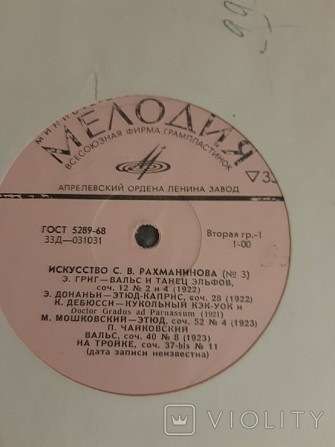 99
МЕЛОДИЯ
ВСЕСОЮЗНАЯ ФИРМА ГРАМПЛАСТИНОК
▽33
АПРЕЛЕВСКИЙ ОРДЕНА ЛЕНИНА ЗАВОД
ГОСТ 5289-68
33Д—031031
Вторая гр.-1
1-00
ИСКУССТВО С. В. РАХМАНИНОВА (№ 3)
Э. ГРИГ—ВАЛЬС И ТАНЕЦ ЭЛЬФОВ,
соч. 12 № 2 и 4 (1922)
Э. ДОНАНЬИ—ЭТЮД-КАПРИС, соч. 28 (1922)
К. ДЕБЮССИ—КУКОЛЬНЫЙ КЭК-УОК и
Doctor Gradus ad Parnassum (1921)
М. МОШКОВСКИЙ—ЭТЮД, соч. 52 № 4 (1923)
П. ЧАЙКОВСКИЙ
ВАЛЬС, соч. 40 № 8 (1923)
НА ТРОЙКЕ, соч. 37-bis № 11
(дата записи неизвестна)
VIOLITY